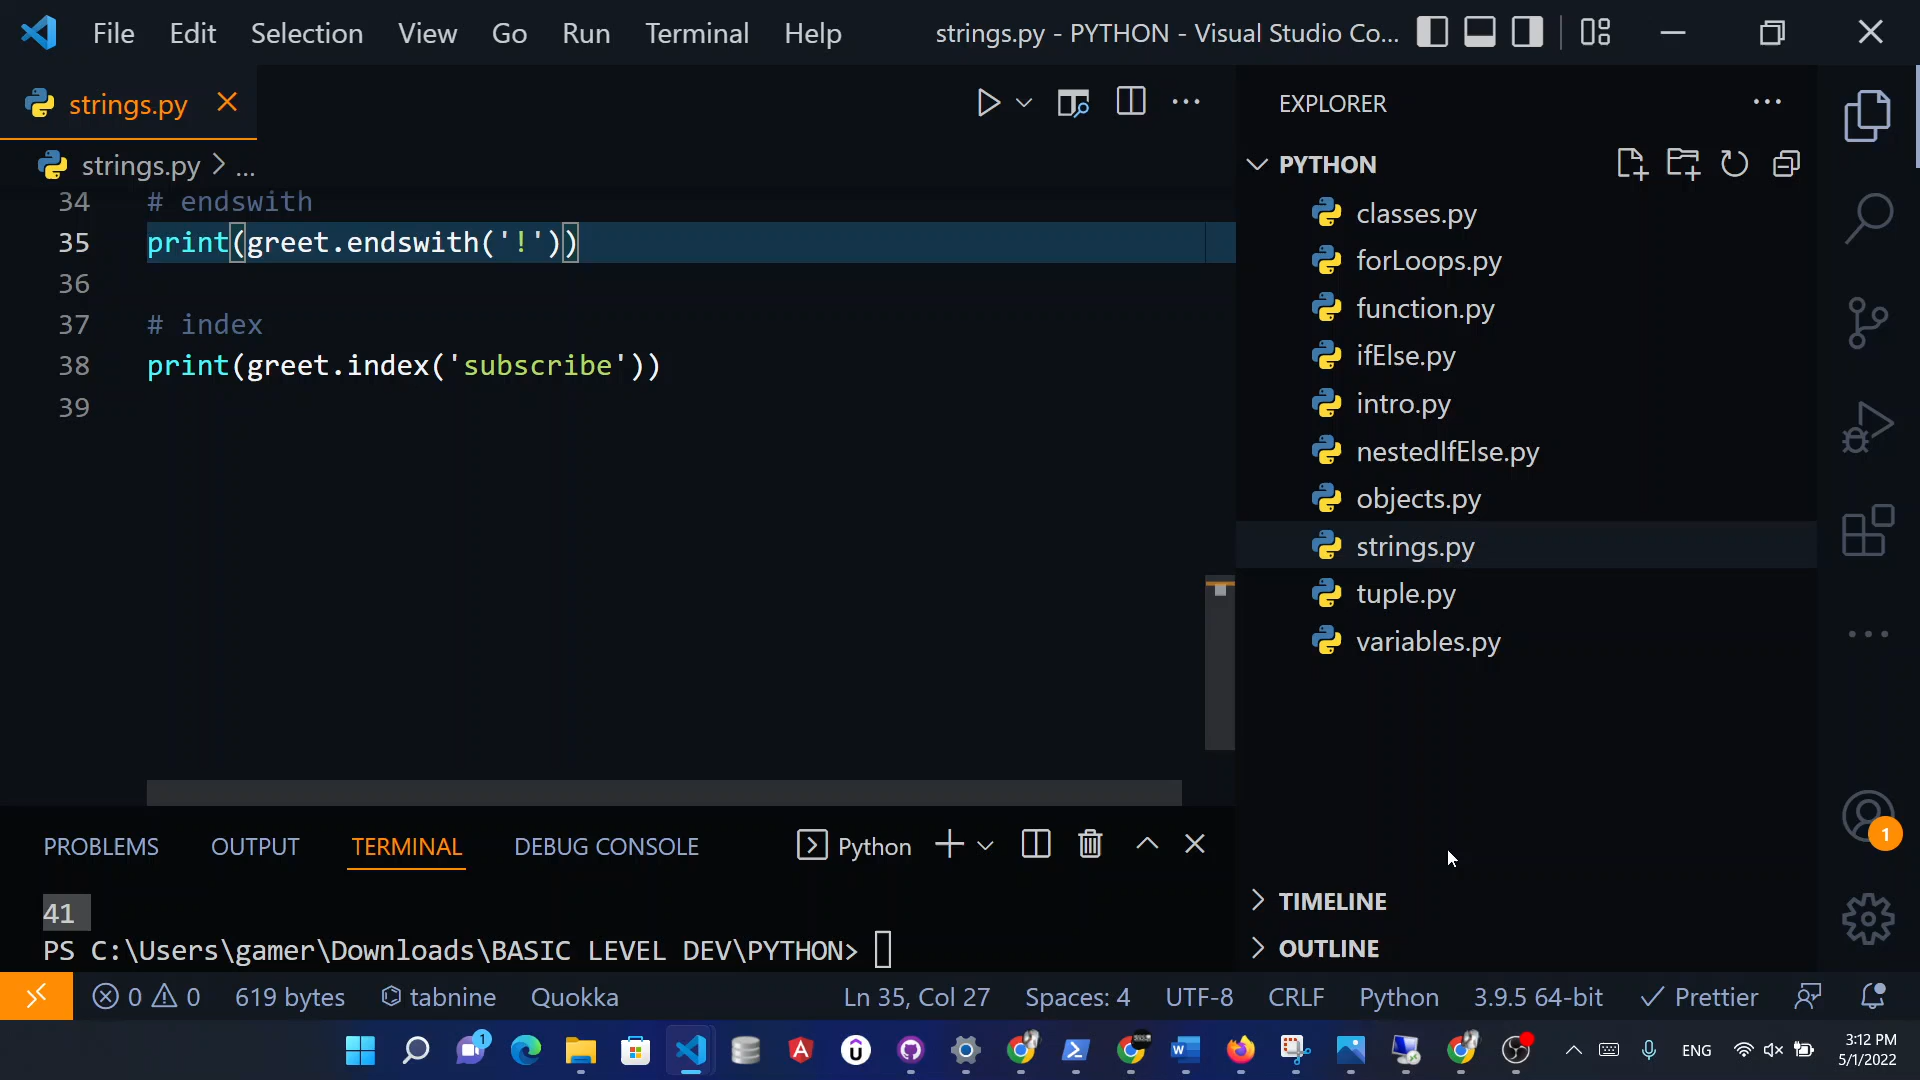 File Edit Selection View Go Run Terminal Help strings.py - PYTHON - Visual Studio Co...
strings.py
strings.py > ...
34 # endswith
35 print(greet.endswith('!'))
36
37 # index
38 print(greet.index('subscribe'))
39
EXPLORER
PYTHON
classes.py
forLoops.py
function.py
ifElse.py
intro.py
nestedIfElse.py
objects.py
strings.py
tuple.py
variables.py
TIMELINE
OUTLINE
1
PROBLEMS OUTPUT TERMINAL DEBUG CONSOLE Python
41
PS C:\Users\gamer\Downloads\BASIC LEVEL DEV\PYTHON>
0 0 619 bytes tabnine Quokka Ln 35, Col 27 Spaces: 4 UTF-8 CRLF Python 3.9.5 64-bit Prettier
1 ENG 3:12 PM
5/1/2022